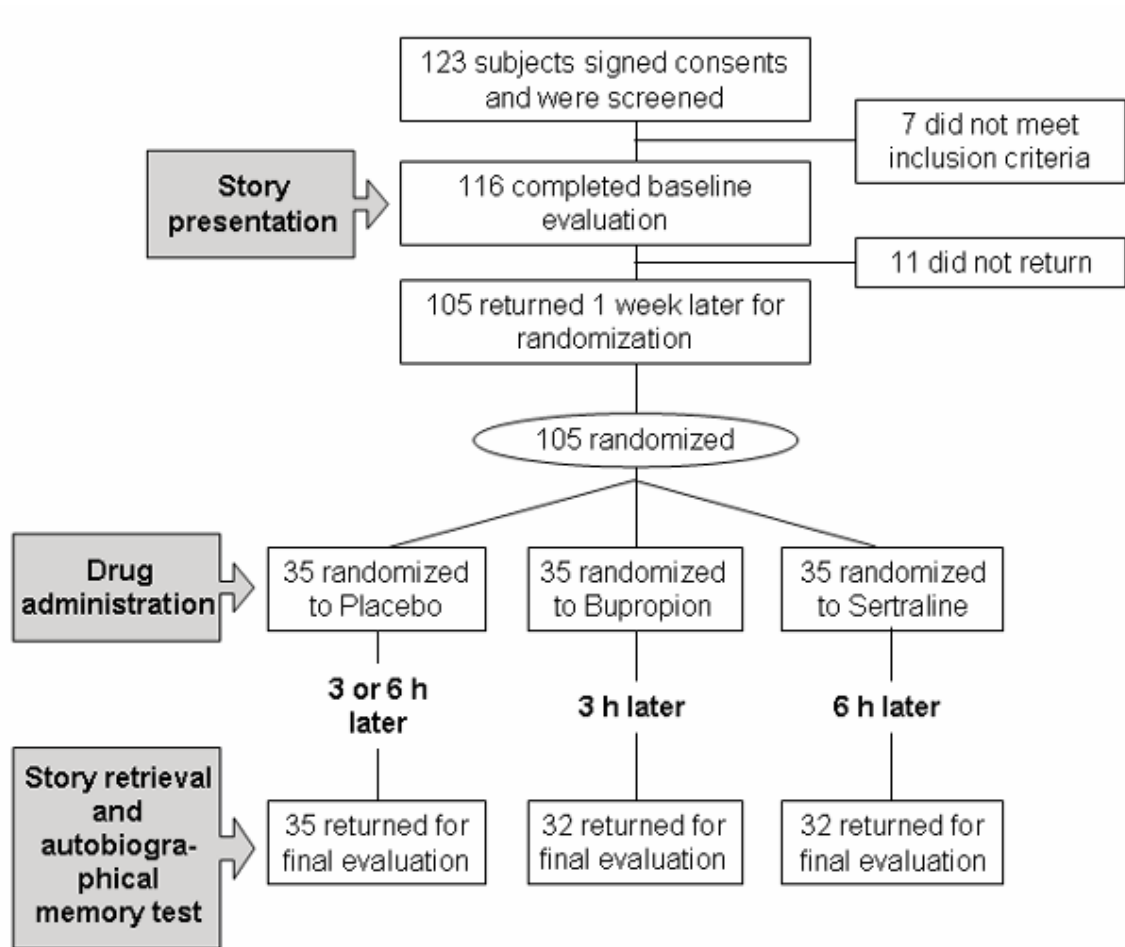 123 subjects signed consents
and were screened
7 did not meet
inclusion criteria
Story
presentation
116 completed baseline
evaluation
11 did not return
105 returned 1 week later for
randomization
105 randomized
Drug
administration
35 randomized
to Placebo
35 randomized
to Bupropion
35 randomized
to Sertraline
3 or 6 h
later
3 h later
6 h later
Story retrieval
and
autobiogra-
phical
memory test
35 returned for
final evaluation
32 returned for
final evaluation
32 returned for
final evaluation